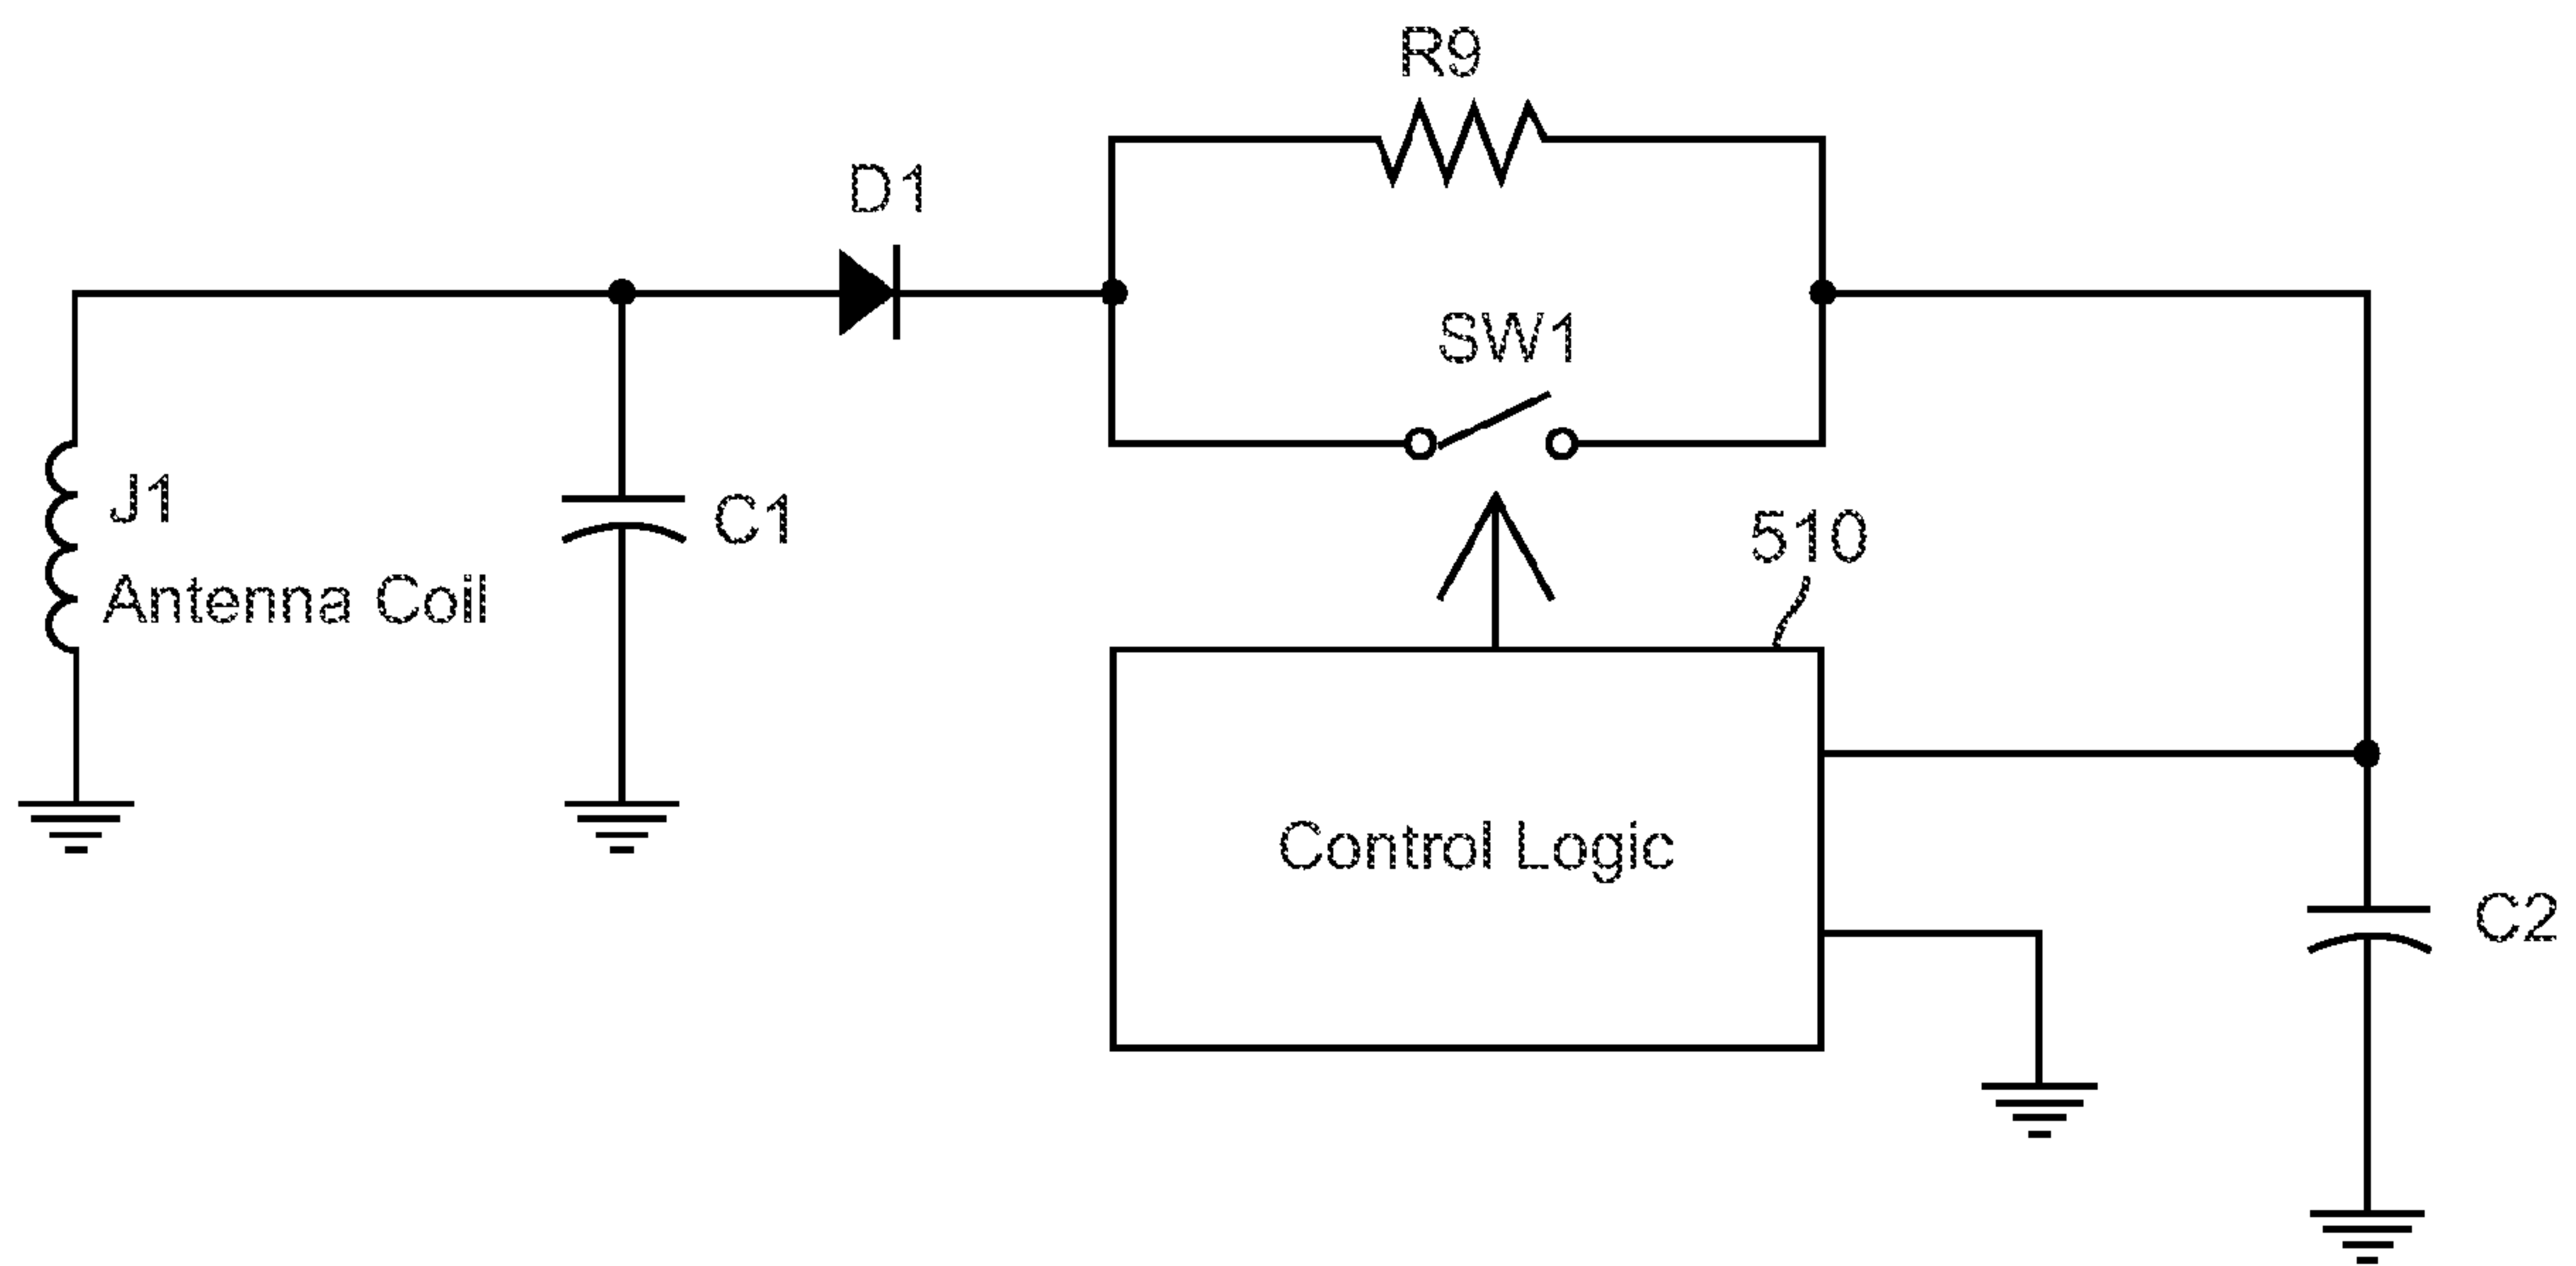 R9
D1
SW1
J1
C1
510
Antenna Coil
Control Logic
C2